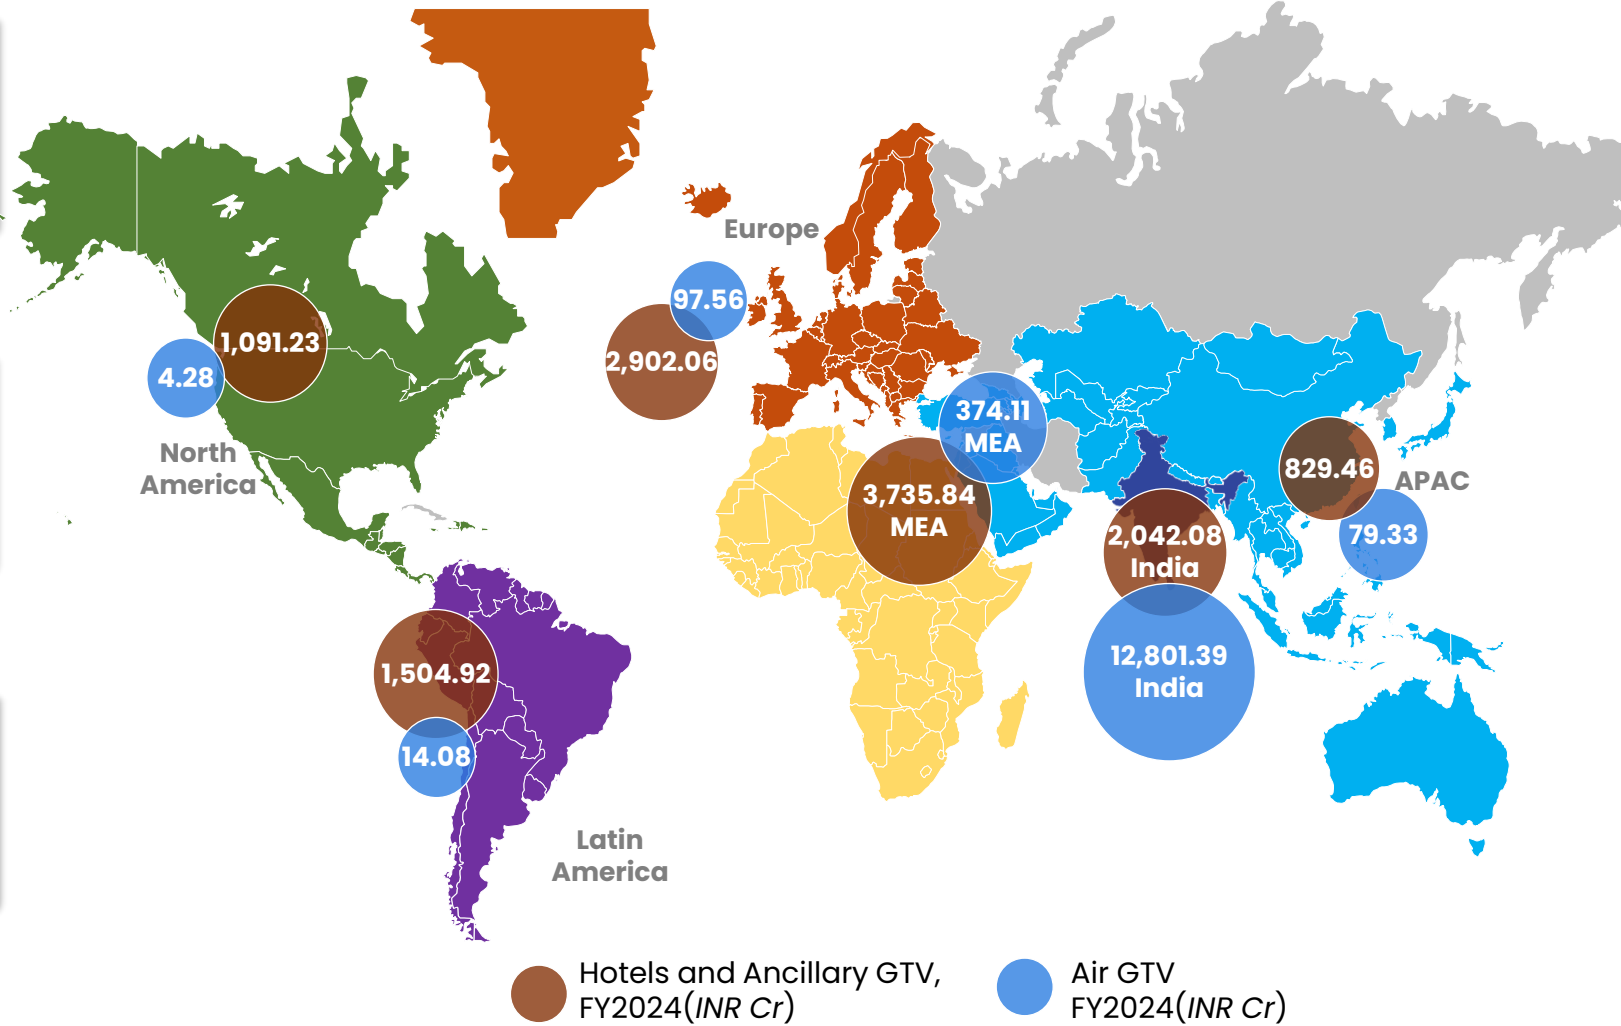 Europe
97.56
2,902.06
1,091.23
4.28
North
America
374.11
MEA
3,735.84
MEA
829.46
APAC
79.33
2,042.08
India
12,801.39
India
1,504.92
14.08
Latin
America
Hotels and Ancillary GTV,
FY2024(INR Cr)
Air GTV
FY2024(INR Cr)